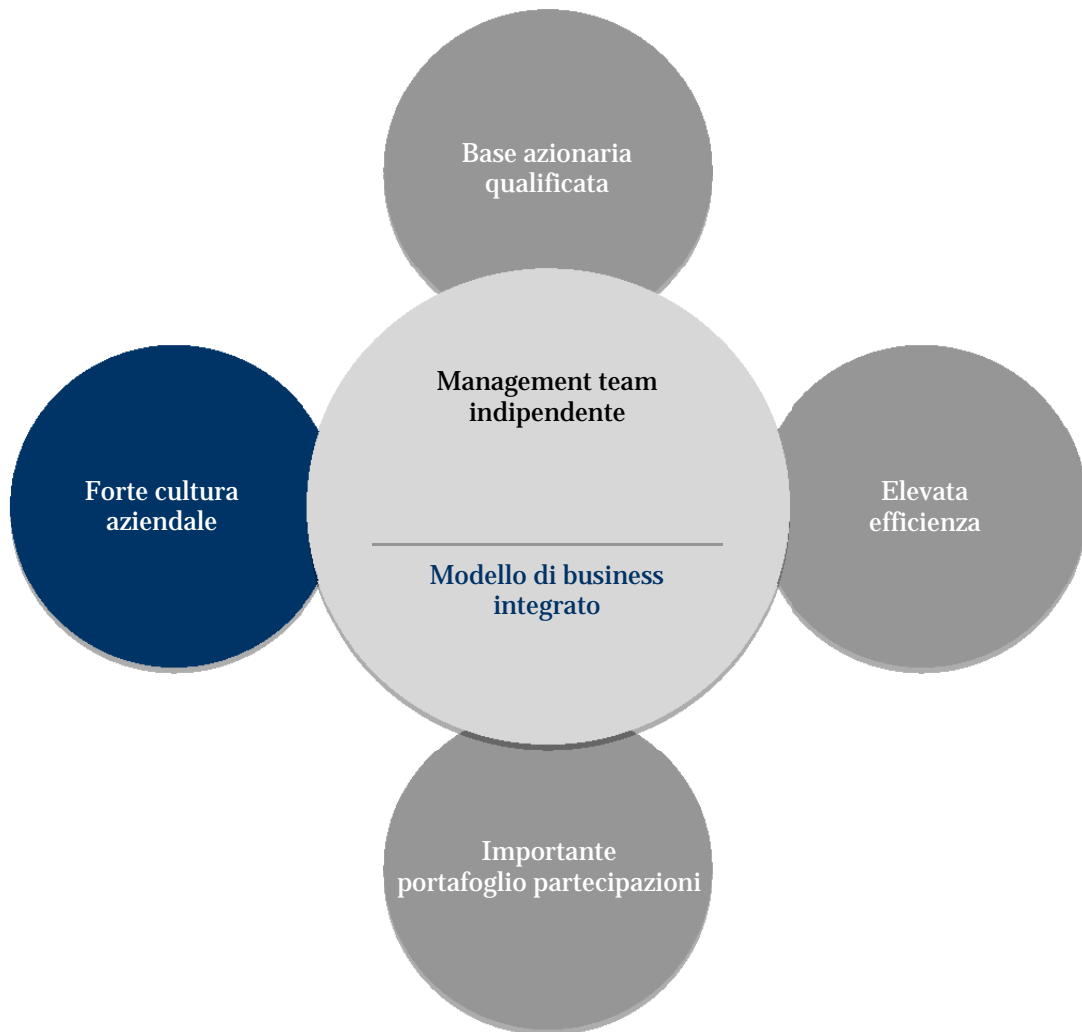 Base azionaria
qualificata
Management team
indipendente
Forte cultura
aziendale
Elevata
efficienza
Modello di business
integrato
Importante
portafoglio partecipazioni